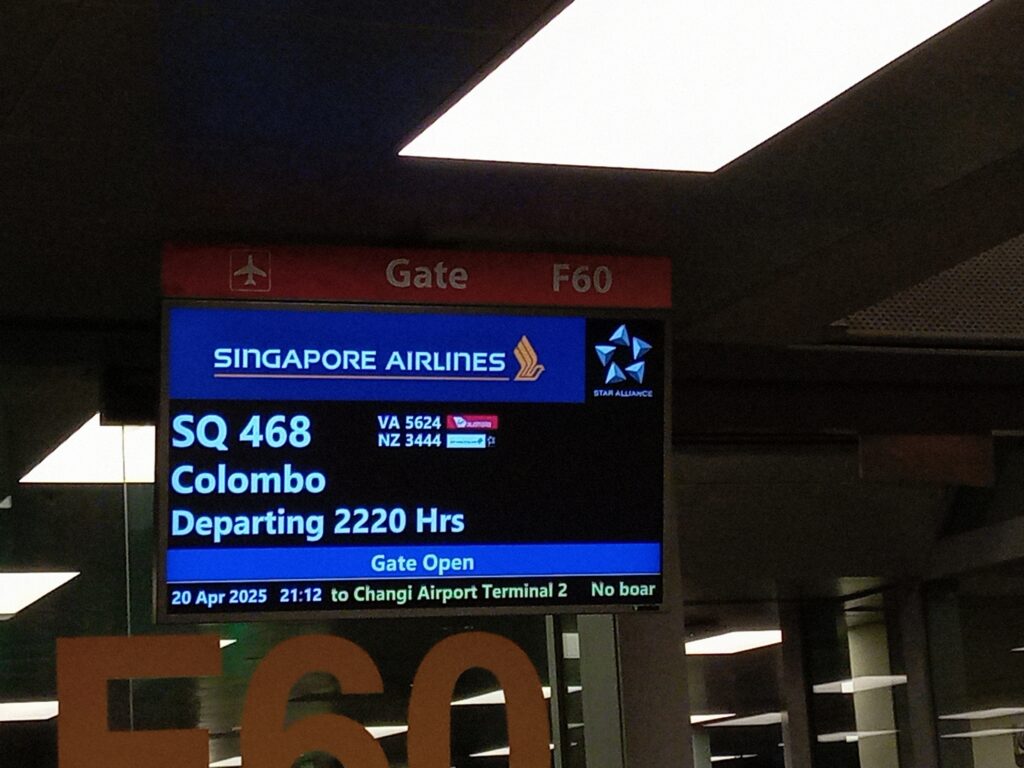 Gate F60
SINGAPORE AIRLINES
STAR ALLIANCE
SQ 468
VA 5624
NZ 3444
Colombo
Departing 2220 Hrs
Gate Open
20 Apr 2025 21:12 to Changi Airport Terminal 2 No boar
F60